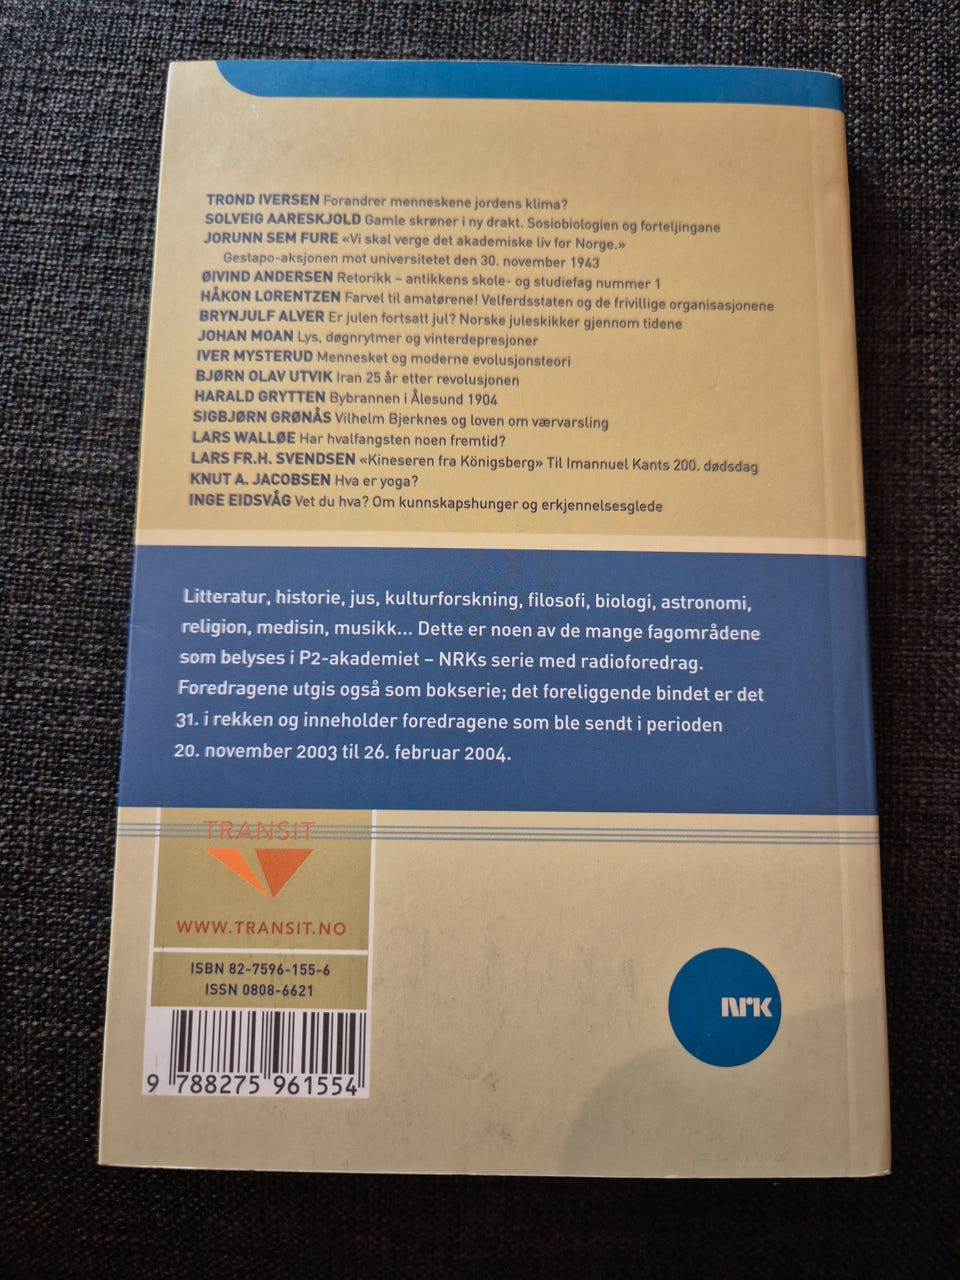 TROND IVERSEN Forandrer menneskene jordens klima?
SOLVEIG AARESKJOLD Gamle skrøner i ny drakt. Sosiobiologien og forteljingane
JORUNN SEM FURE «Vi skal verge det akademiske liv for Norge.»
Gestapo-aksjonen mot universitetet den 30. november 1943
ØIVIND ANDERSEN Retorikk – antikkens skole- og studiefag nummer 1
HÅKON LORENTZEN Farvel til amatørene! Velferdsstaten og de frivillige organisasjonene
BRYNJULF ALVER Er julen fortsatt jul? Norske juleskikker gjennom tidene
JOHAN MOAN Lys, døgnrytmer og vinterdepresjoner
IVER MYSTERUD Mennesket og moderne evolusjonsteori
BJØRN OLAV UTVIK Iran 25 år etter revolusjonen
HARALD GRYTTEN Bybrannen i Ålesund 1904
SIGBJØRN GRØNÅS Vilhelm Bjerknes og loven om værvarsling
LARS WALLØE Har hvalfangsten noen fremtid?
LARS FR.H. SVENDSEN «Kineseren fra Königsberg» Til Imannuel Kants 200. dødsdag
KNUT A. JACOBSEN Hva er yoga?
INGE EIDSVÅG Vet du hva? Om kunnskapshunger og erkjennelsesglede
Litteratur, historie, jus, kulturforskning, filosofi, biologi, astronomi,
religion, medisin, musikk... Dette er noen av de mange fagområdene
som belyses i P2-akademiet – NRKs serie med radioforedrag.
Foredragene utgis også som bokserie; det foreliggende bindet er det
31. i rekken og inneholder foredragene som ble sendt i perioden
20. november 2003 til 26. februar 2004.
TRANSIT
WWW.TRANSIT.NO
ISBN 82-7596-155-6
ISSN 0808-6621
9 788275 961554
NRK